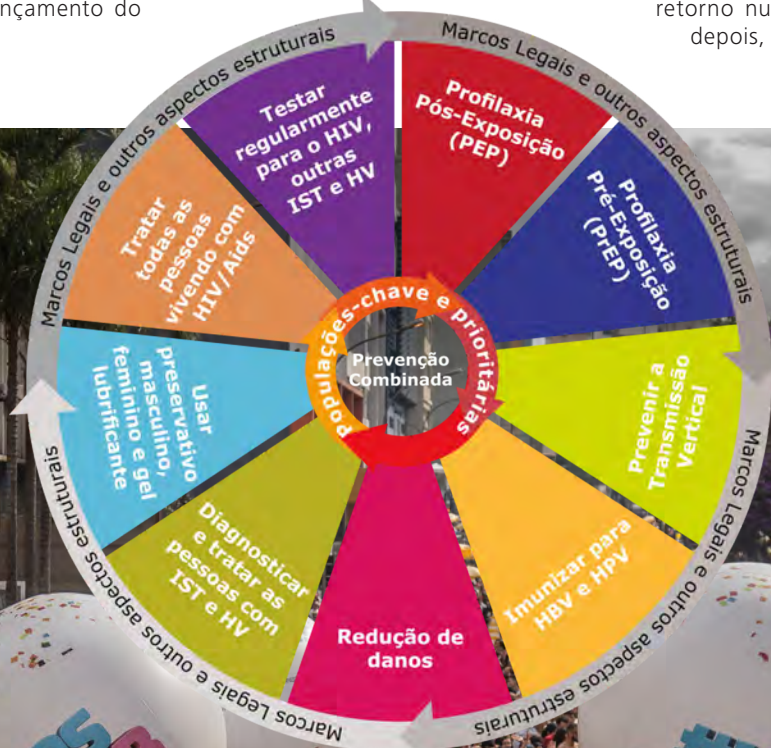 nçamento do
retorno nu
depois,
Marcos Legais e outros aspectos estruturais
Marcos Legais e outros aspectos estruturais
Marcos Legais e outros aspectos estruturais
Marcos Legais e outros aspectos estruturais
Marcos Legais e outros aspectos estruturais
Testar
regularmente
para o HIV,
outras
IST e HV
Profilaxia
Pós-Exposição
(PEP)
Profilaxia
Pré-Exposição
(PrEP)
Prevenir a
Transmissão
Vertical
Imunizar para
HBV e HPV
Redução de
danos
Diagnosticar
e tratar as
pessoas com
IST e HV
Usar
preservativo
masculino,
feminino e gel
lubrificante
Tratar
todas as
pessoas
vivendo com
HIV/Aids
Populações-chave e prioritárias
Prevenção
Combinada